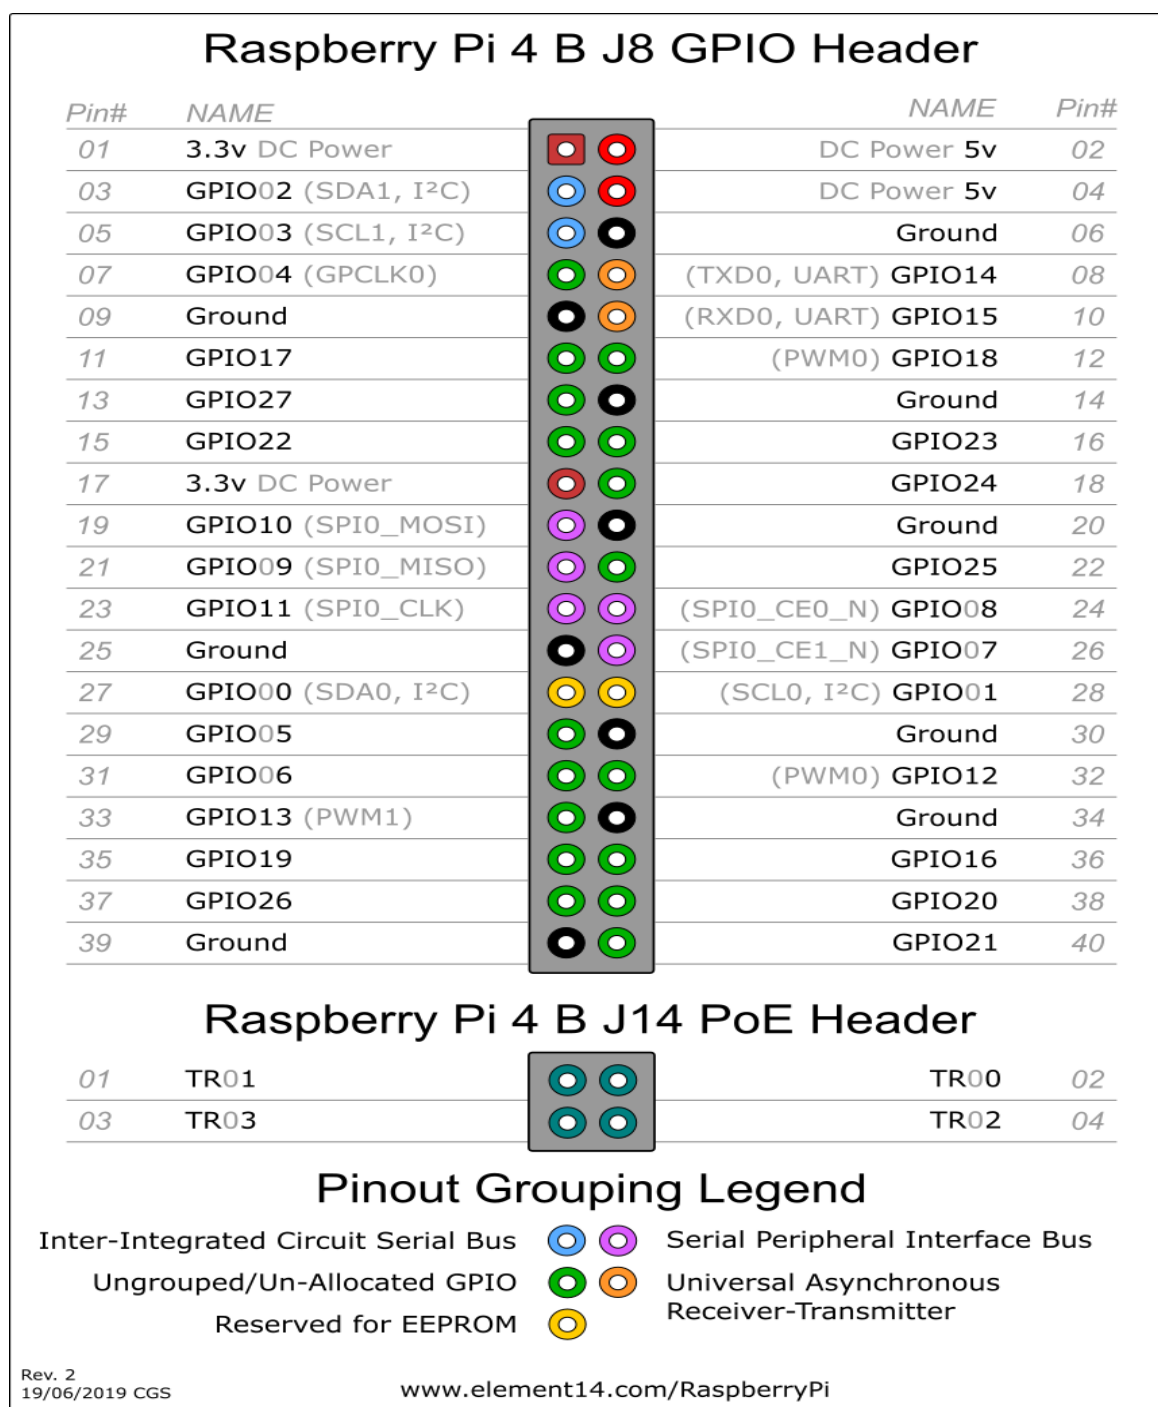 Raspberry Pi 4 B J8 GPIO Header
Pin# NAME NAME Pin#
01 3.3v DC Power DC Power 5v 02
03 GPIO02 (SDA1, I²C) DC Power 5v 04
05 GPIO03 (SCL1, I²C) Ground 06
07 GPIO04 (GPCLK0) (TXD0, UART) GPIO14 08
09 Ground (RXD0, UART) GPIO15 10
11 GPIO17 (PWM0) GPIO18 12
13 GPIO27 Ground 14
15 GPIO22 GPIO23 16
17 3.3v DC Power GPIO24 18
19 GPIO10 (SPI0_MOSI) Ground 20
21 GPIO09 (SPI0_MISO) GPIO25 22
23 GPIO11 (SPI0_CLK) (SPI0_CE0_N) GPIO08 24
25 Ground (SPI0_CE1_N) GPIO07 26
27 GPIO00 (SDA0, I²C) (SCL0, I²C) GPIO01 28
29 GPIO05 Ground 30
31 GPIO06 (PWM0) GPIO12 32
33 GPIO13 (PWM1) Ground 34
35 GPIO19 GPIO16 36
37 GPIO26 GPIO20 38
39 Ground GPIO21 40
Raspberry Pi 4 B J14 PoE Header
01 TR01 TR00 02
03 TR03 TR02 04
Pinout Grouping Legend
Inter-Integrated Circuit Serial Bus Serial Peripheral Interface Bus
Ungrouped/Un-Allocated GPIO Universal Asynchronous
Receiver-Transmitter
Reserved for EEPROM
Rev. 2
19/06/2019 CGS www.element14.com/RaspberryPi